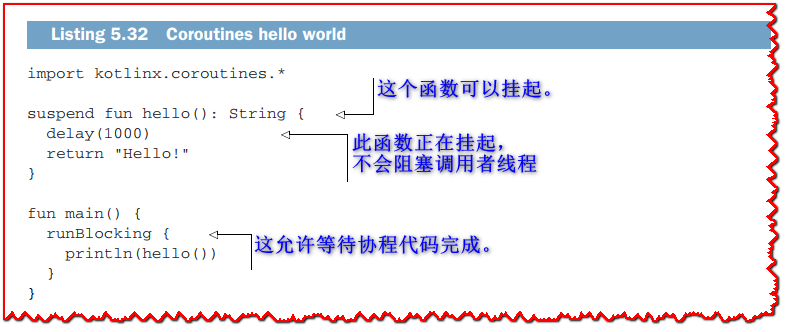 Listing 5.32 Coroutines hello world
import kotlinx.coroutines.*
这个函数可以挂起。
suspend fun hello(): String {
delay(1000)
此函数正在挂起，
return "Hello!"
不会阻塞调用者线程
}
fun main() {
runBlocking {
这允许等待协程代码完成。
println(hello())
}
}